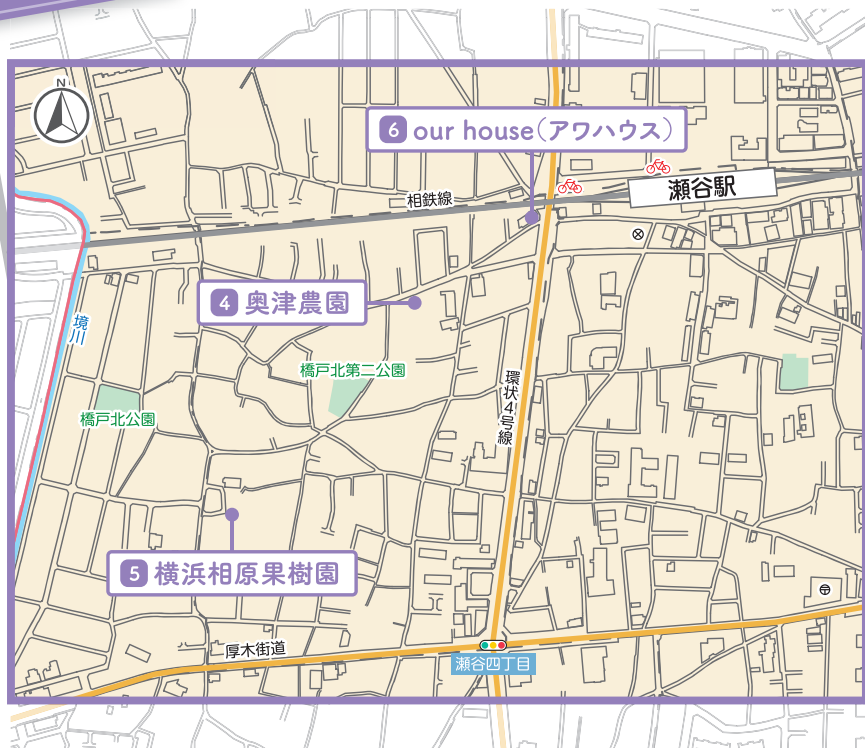 N
6 our house(アワハウス)
瀬谷駅
相鉄線
4 奥津農園
境川
橋戸北第二公園
環状4号線
橋戸北公園
5 横浜相原果樹園
厚木街道
瀬谷四丁目